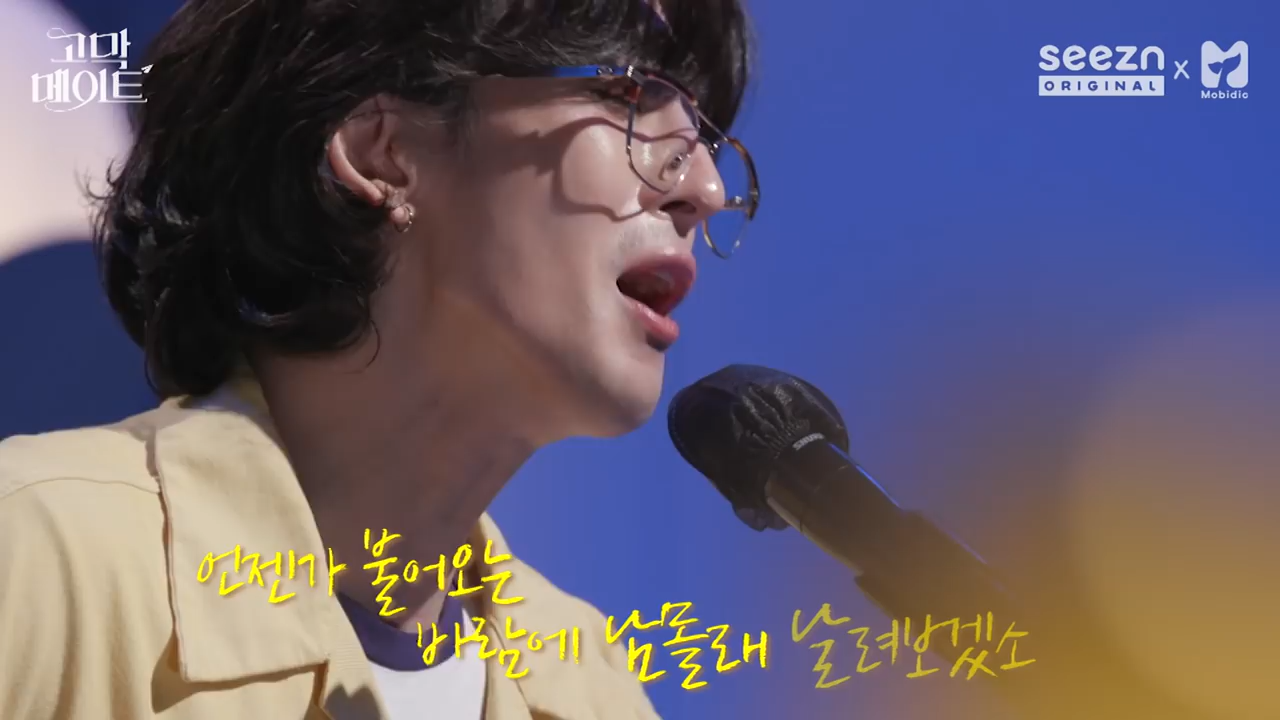 고막
메이트
seezn
ORIGINAL
x
Mobidic
SHURE
언젠가 불어오는
바람에 남몰래 날려보겠소